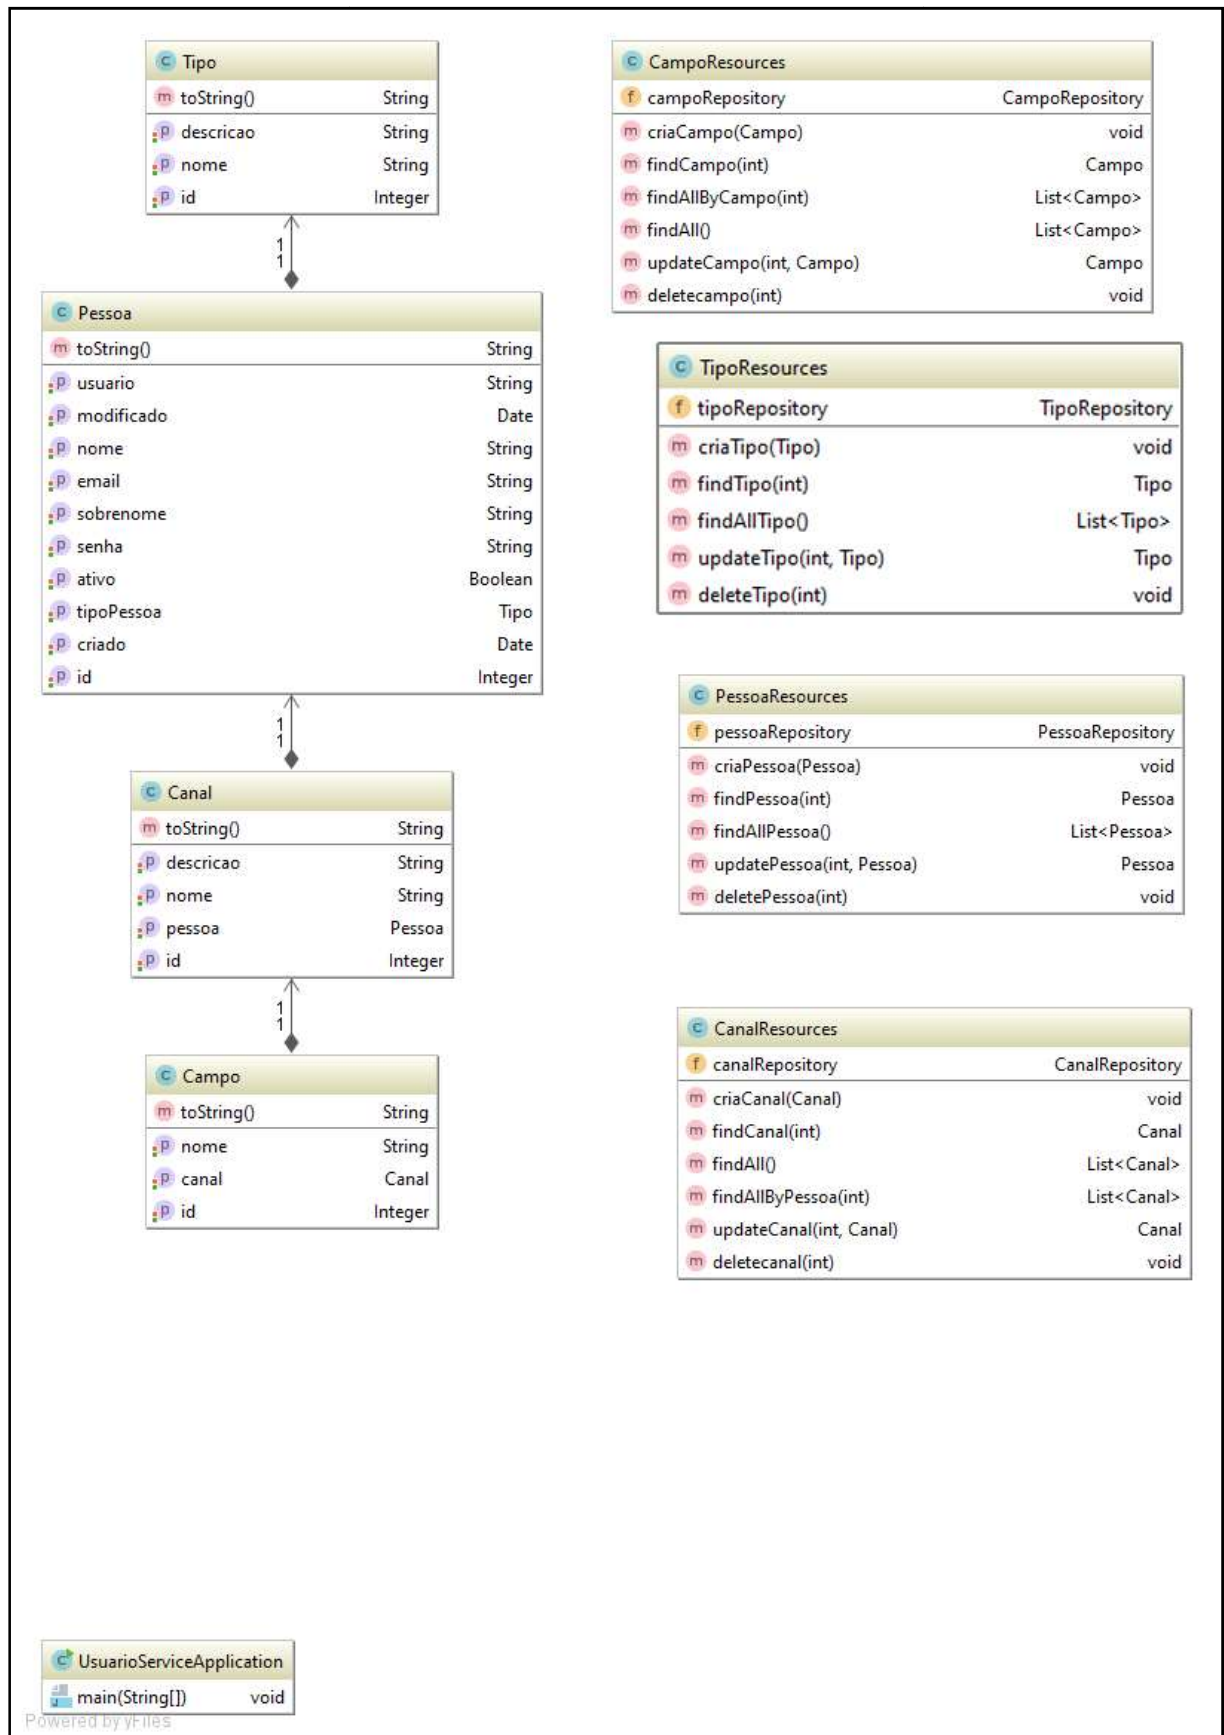 Tipo
toString() String
descricao String
nome String
id Integer
1
1
Pessoa
toString() String
usuario String
modificado Date
nome String
email String
sobrenome String
senha String
ativo Boolean
tipoPessoa Tipo
criado Date
id Integer
1
1
Canal
toString() String
descricao String
nome String
pessoa Pessoa
id Integer
1
1
Campo
toString() String
nome String
canal Canal
id Integer
CampoResources
campoRepository CampoRepository
criaCampo(Campo) void
findCampo(int) Campo
findAllByCampo(int) List<Campo>
findAll() List<Campo>
updateCampo(int, Campo) Campo
deletecampo(int) void
TipoResources
tipoRepository TipoRepository
criaTipo(Tipo) void
findTipo(int) Tipo
findAllTipo() List<Tipo>
updateTipo(int, Tipo) Tipo
deleteTipo(int) void
PessoaResources
pessoaRepository PessoaRepository
criaPessoa(Pessoa) void
findPessoa(int) Pessoa
findAllPessoa() List<Pessoa>
updatePessoa(int, Pessoa) Pessoa
deletePessoa(int) void
CanalResources
canalRepository CanalRepository
criaCanal(Canal) void
findCanal(int) Canal
findAll() List<Canal>
findAllByPessoa(int) List<Canal>
updateCanal(int, Canal) Canal
deletecanal(int) void
UsuarioServiceApplication
main(String[]) void
Powered by yFiles